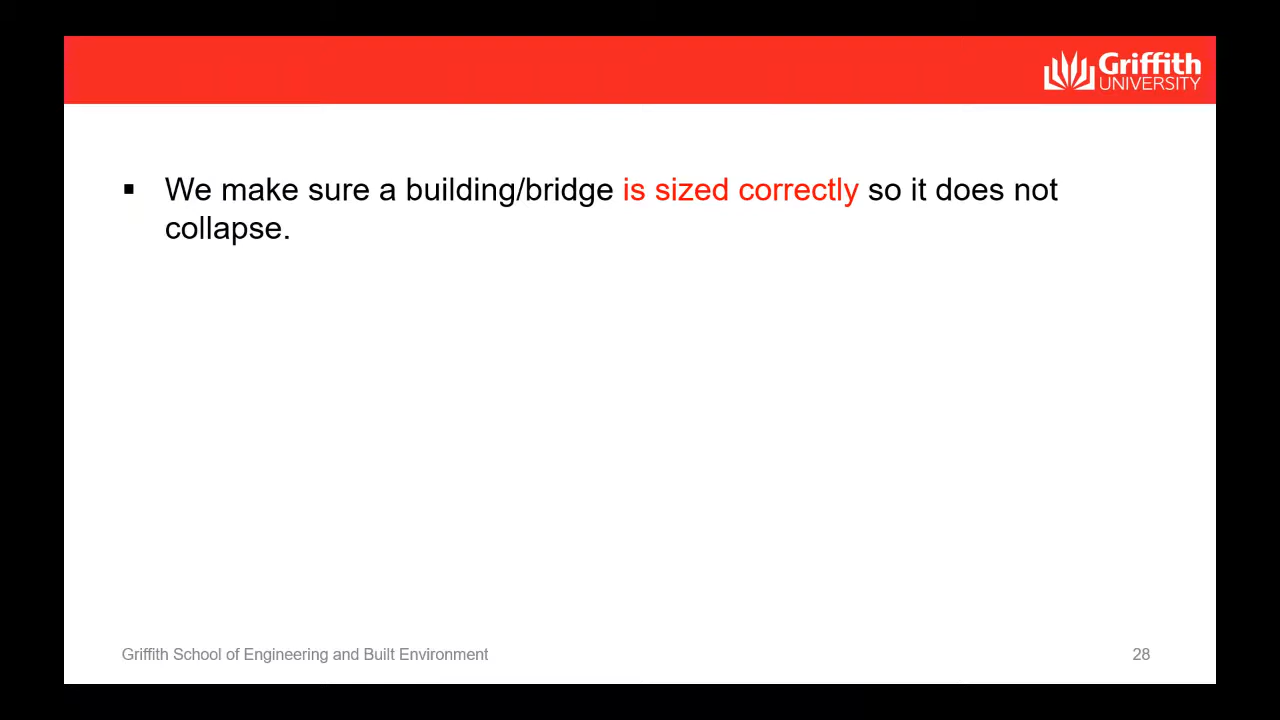 Griffith
UNIVERSITY
▪ We make sure a building/bridge is sized correctly so it does not
collapse.
Griffith School of Engineering and Built Environment
28